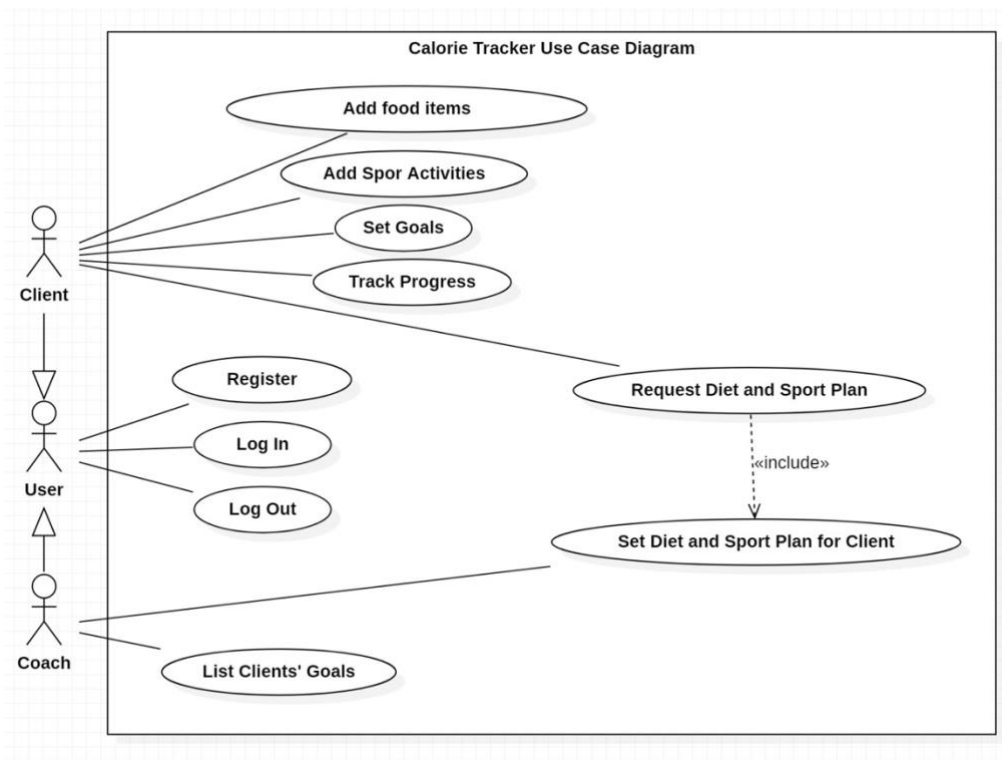 Calorie Tracker Use Case Diagram
Add food items
Add Spor Activities
Set Goals
Track Progress
Client
Register
Request Diet and Sport Plan
Log In
«include»
User
Log Out
Set Diet and Sport Plan for Client
Coach
List Clients' Goals